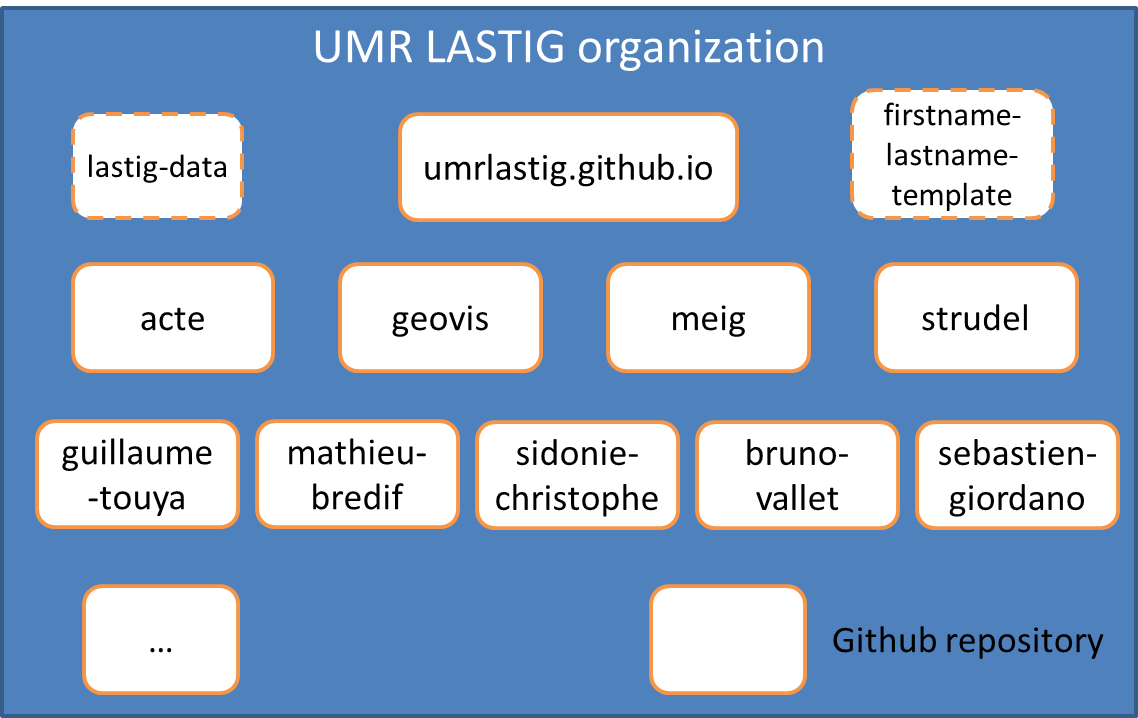 UMR LASTIG organization
lastig-data
umrlastig.github.io
firstname-
lastname-
template
acte
geovis
meig
strudel
guillaume
-touya
mathieu-
bredif
sidonie-
christophe
bruno-
vallet
sebastien-
giordano
...
Github repository